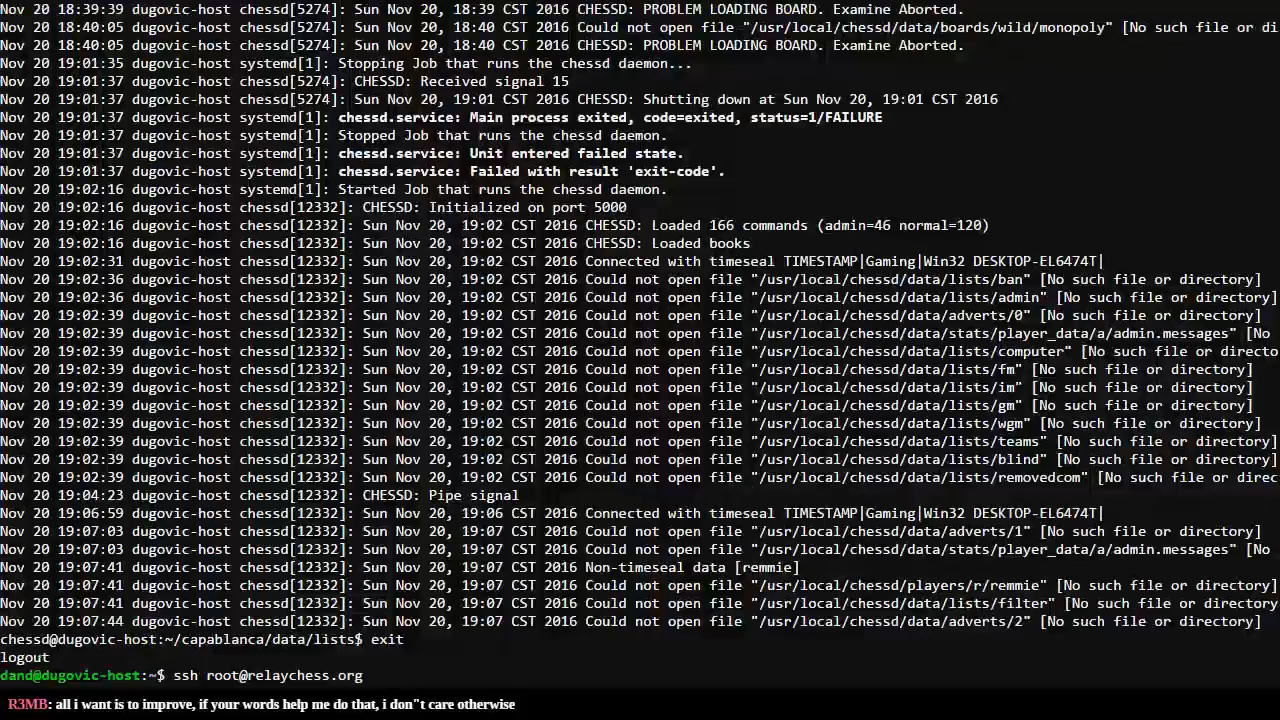 Nov 20 18:39:39 dugovic-host chessd[5274]: Sun Nov 20, 18:39 CST 2016 CHESSD: PROBLEM LOADING BOARD. Examine Aborted.
Nov 20 18:40:05 dugovic-host chessd[5274]: Sun Nov 20, 18:40 CST 2016 Could not open file "/usr/local/chessd/data/boards/wild/monopoly" [No such file or di
Nov 20 18:40:05 dugovic-host chessd[5274]: Sun Nov 20, 18:40 CST 2016 CHESSD: PROBLEM LOADING BOARD. Examine Aborted.
Nov 20 19:01:35 dugovic-host systemd[1]: Stopping Job that runs the chessd daemon...
Nov 20 19:01:37 dugovic-host chessd[5274]: CHESSD: Received signal 15
Nov 20 19:01:37 dugovic-host chessd[5274]: Sun Nov 20, 19:01 CST 2016 CHESSD: Shutting down at Sun Nov 20, 19:01 CST 2016
Nov 20 19:01:37 dugovic-host systemd[1]: chessd.service: Main process exited, code=exited, status=1/FAILURE
Nov 20 19:01:37 dugovic-host systemd[1]: Stopped Job that runs the chessd daemon.
Nov 20 19:01:37 dugovic-host systemd[1]: chessd.service: Unit entered failed state.
Nov 20 19:01:37 dugovic-host systemd[1]: chessd.service: Failed with result 'exit-code'.
Nov 20 19:02:16 dugovic-host systemd[1]: Started Job that runs the chessd daemon.
Nov 20 19:02:16 dugovic-host chessd[12332]: CHESSD: Initialized on port 5000
Nov 20 19:02:16 dugovic-host chessd[12332]: Sun Nov 20, 19:02 CST 2016 CHESSD: Loaded 166 commands (admin=46 normal=120)
Nov 20 19:02:16 dugovic-host chessd[12332]: Sun Nov 20, 19:02 CST 2016 CHESSD: Loaded books
Nov 20 19:02:31 dugovic-host chessd[12332]: Sun Nov 20, 19:02 CST 2016 Connected with timeseal TIMESTAMP|Gaming|Win32 DESKTOP-EL6474T|
Nov 20 19:02:36 dugovic-host chessd[12332]: Sun Nov 20, 19:02 CST 2016 Could not open file "/usr/local/chessd/data/lists/ban" [No such file or directory]
Nov 20 19:02:36 dugovic-host chessd[12332]: Sun Nov 20, 19:02 CST 2016 Could not open file "/usr/local/chessd/data/lists/admin" [No such file or directory]
Nov 20 19:02:39 dugovic-host chessd[12332]: Sun Nov 20, 19:02 CST 2016 Could not open file "/usr/local/chessd/data/adverts/0" [No such file or directory]
Nov 20 19:02:39 dugovic-host chessd[12332]: Sun Nov 20, 19:02 CST 2016 Could not open file "/usr/local/chessd/data/stats/player_data/a/admin.messages" [No
Nov 20 19:02:39 dugovic-host chessd[12332]: Sun Nov 20, 19:02 CST 2016 Could not open file "/usr/local/chessd/data/lists/computer" [No such file or directo
Nov 20 19:02:39 dugovic-host chessd[12332]: Sun Nov 20, 19:02 CST 2016 Could not open file "/usr/local/chessd/data/lists/fm" [No such file or directory]
Nov 20 19:02:39 dugovic-host chessd[12332]: Sun Nov 20, 19:02 CST 2016 Could not open file "/usr/local/chessd/data/lists/im" [No such file or directory]
Nov 20 19:02:39 dugovic-host chessd[12332]: Sun Nov 20, 19:02 CST 2016 Could not open file "/usr/local/chessd/data/lists/gm" [No such file or directory]
Nov 20 19:02:39 dugovic-host chessd[12332]: Sun Nov 20, 19:02 CST 2016 Could not open file "/usr/local/chessd/data/lists/wgm" [No such file or directory]
Nov 20 19:02:39 dugovic-host chessd[12332]: Sun Nov 20, 19:02 CST 2016 Could not open file "/usr/local/chessd/data/lists/teams" [No such file or directory]
Nov 20 19:02:39 dugovic-host chessd[12332]: Sun Nov 20, 19:02 CST 2016 Could not open file "/usr/local/chessd/data/lists/blind" [No such file or directory]
Nov 20 19:02:39 dugovic-host chessd[12332]: Sun Nov 20, 19:02 CST 2016 Could not open file "/usr/local/chessd/data/lists/removedcom" [No such file or direc
Nov 20 19:04:23 dugovic-host chessd[12332]: CHESSD: Pipe signal
Nov 20 19:06:59 dugovic-host chessd[12332]: Sun Nov 20, 19:06 CST 2016 Connected with timeseal TIMESTAMP|Gaming|Win32 DESKTOP-EL6474T|
Nov 20 19:07:03 dugovic-host chessd[12332]: Sun Nov 20, 19:07 CST 2016 Could not open file "/usr/local/chessd/data/adverts/1" [No such file or directory]
Nov 20 19:07:03 dugovic-host chessd[12332]: Sun Nov 20, 19:07 CST 2016 Could not open file "/usr/local/chessd/data/stats/player_data/a/admin.messages" [No
Nov 20 19:07:41 dugovic-host chessd[12332]: Sun Nov 20, 19:07 CST 2016 Non-timeseal data [remmie]
Nov 20 19:07:41 dugovic-host chessd[12332]: Sun Nov 20, 19:07 CST 2016 Could not open file "/usr/local/chessd/players/r/remmie" [No such file or directory]
Nov 20 19:07:41 dugovic-host chessd[12332]: Sun Nov 20, 19:07 CST 2016 Could not open file "/usr/local/chessd/data/lists/filter" [No such file or directory
Nov 20 19:07:44 dugovic-host chessd[12332]: Sun Nov 20, 19:07 CST 2016 Could not open file "/usr/local/chessd/data/adverts/2" [No such file or directory]
chessd@dugovic-host:~/capablanca/data/lists$ exit
logout
dand@dugovic-host:~$ ssh root@relaychess.org
R3MB: all i want is to improve, if your words help me do that, i don"t care otherwise